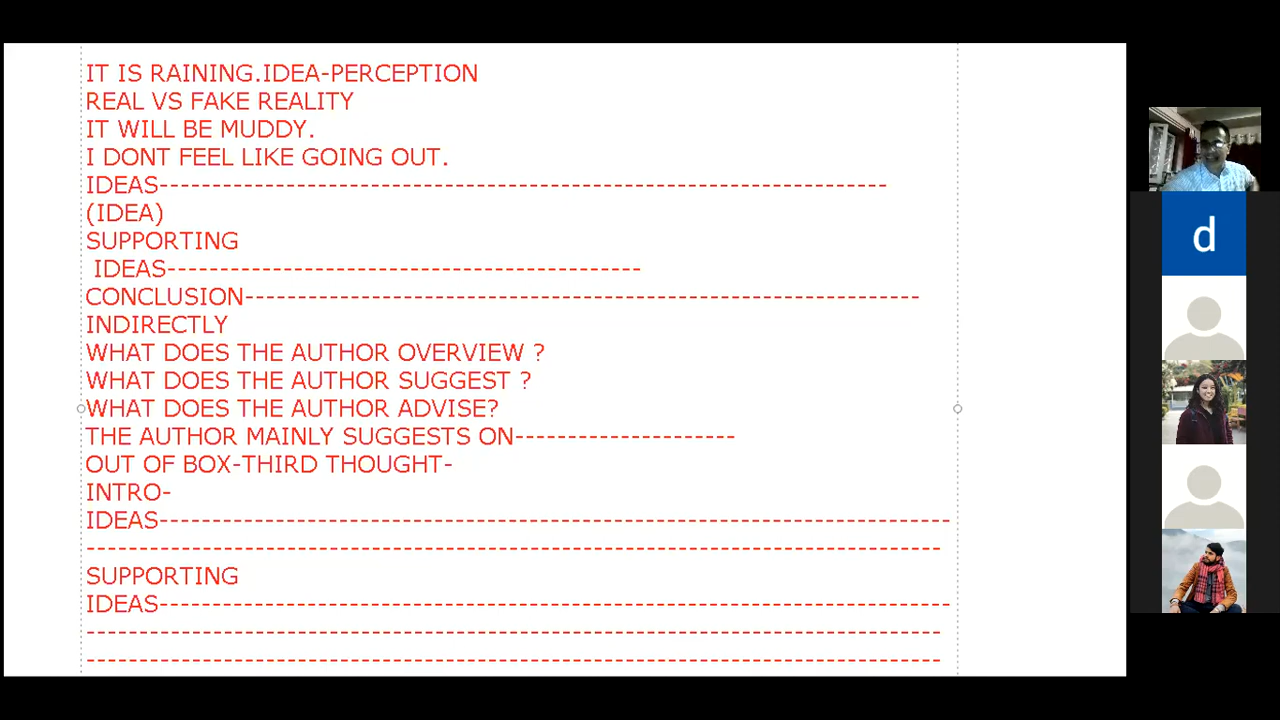 IT IS RAINING.IDEA-PERCEPTION
REAL VS FAKE REALITY
IT WILL BE MUDDY.
I DONT FEEL LIKE GOING OUT.
IDEAS---------------------------------------------------------------------
(IDEA)
SUPPORTING
IDEAS---------------------------------------------
CONCLUSION----------------------------------------------------------------
INDIRECTLY
WHAT DOES THE AUTHOR OVERVIEW ?
WHAT DOES THE AUTHOR SUGGEST ?
WHAT DOES THE AUTHOR ADVISE?
THE AUTHOR MAINLY SUGGESTS ON---------------------
OUT OF BOX-THIRD THOUGHT-
INTRO-
IDEAS---------------------------------------------------------------------------
---------------------------------------------------------------------------------
SUPPORTING
IDEAS---------------------------------------------------------------------------
---------------------------------------------------------------------------------
---------------------------------------------------------------------------------
d